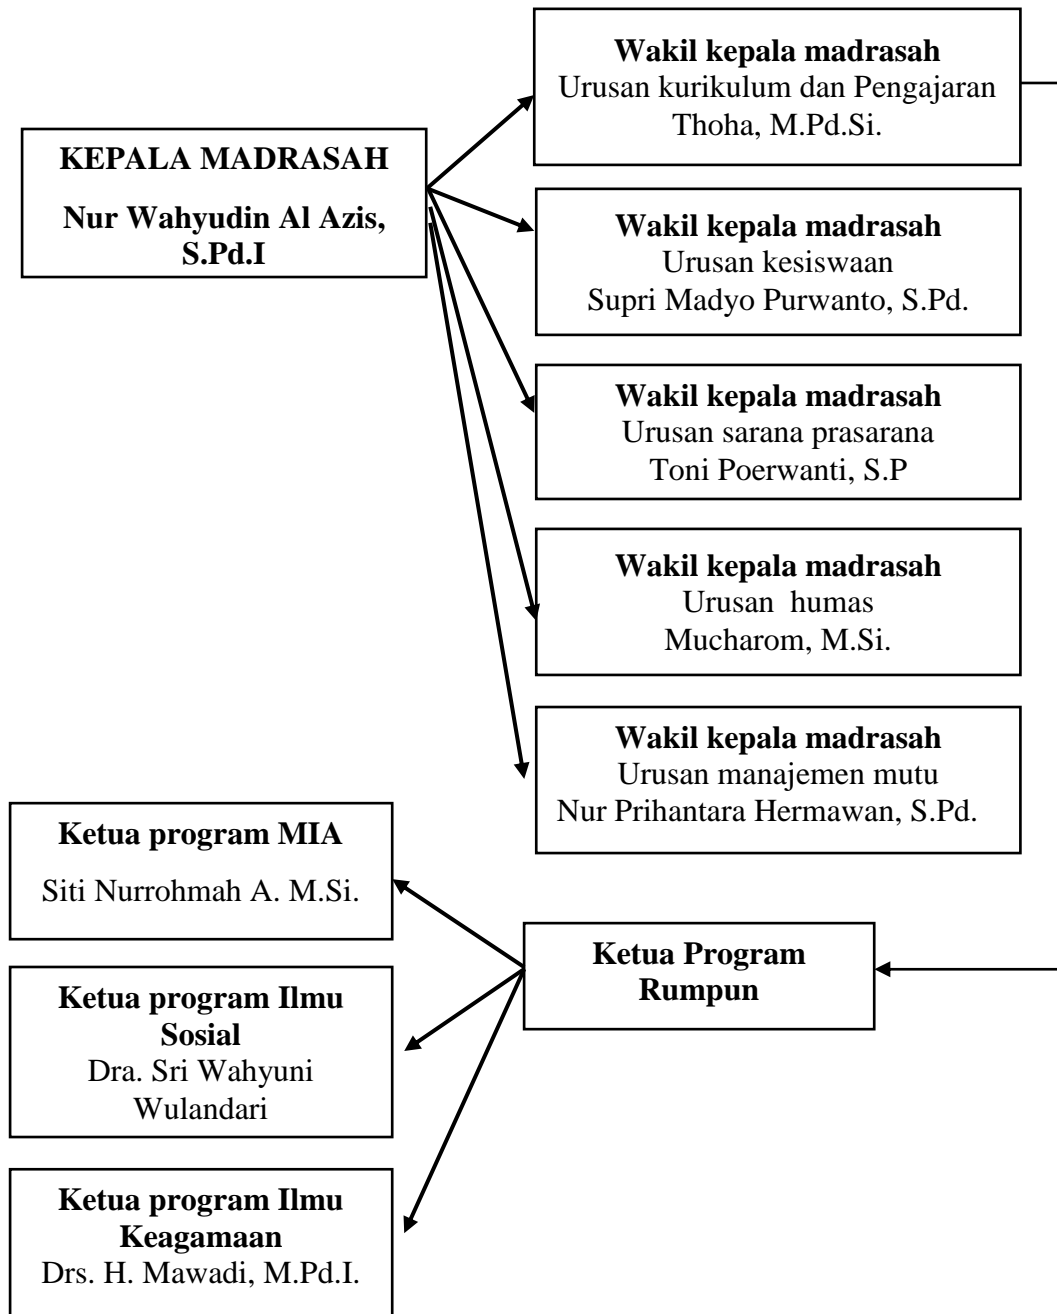 KEPALA MADRASAH
Nur Wahyudin Al Azis,
S.Pd.I
Wakil kepala madrasah
Urusan kurikulum dan Pengajaran
Thoha, M.Pd.Si.
Wakil kepala madrasah
Urusan kesiswaan
Supri Madyo Purwanto, S.Pd.
Wakil kepala madrasah
Urusan sarana prasarana
Toni Poerwanti, S.P
Wakil kepala madrasah
Urusan  humas
Mucharom, M.Si.
Wakil kepala madrasah
Urusan manajemen mutu
Nur Prihantara Hermawan, S.Pd.
Ketua Program
Rumpun
Ketua program MIA
Siti Nurrohmah A. M.Si.
Ketua program Ilmu
Sosial
Dra. Sri Wahyuni
Wulandari
Ketua program Ilmu
Keagamaan
Drs. H. Mawadi, M.Pd.I.